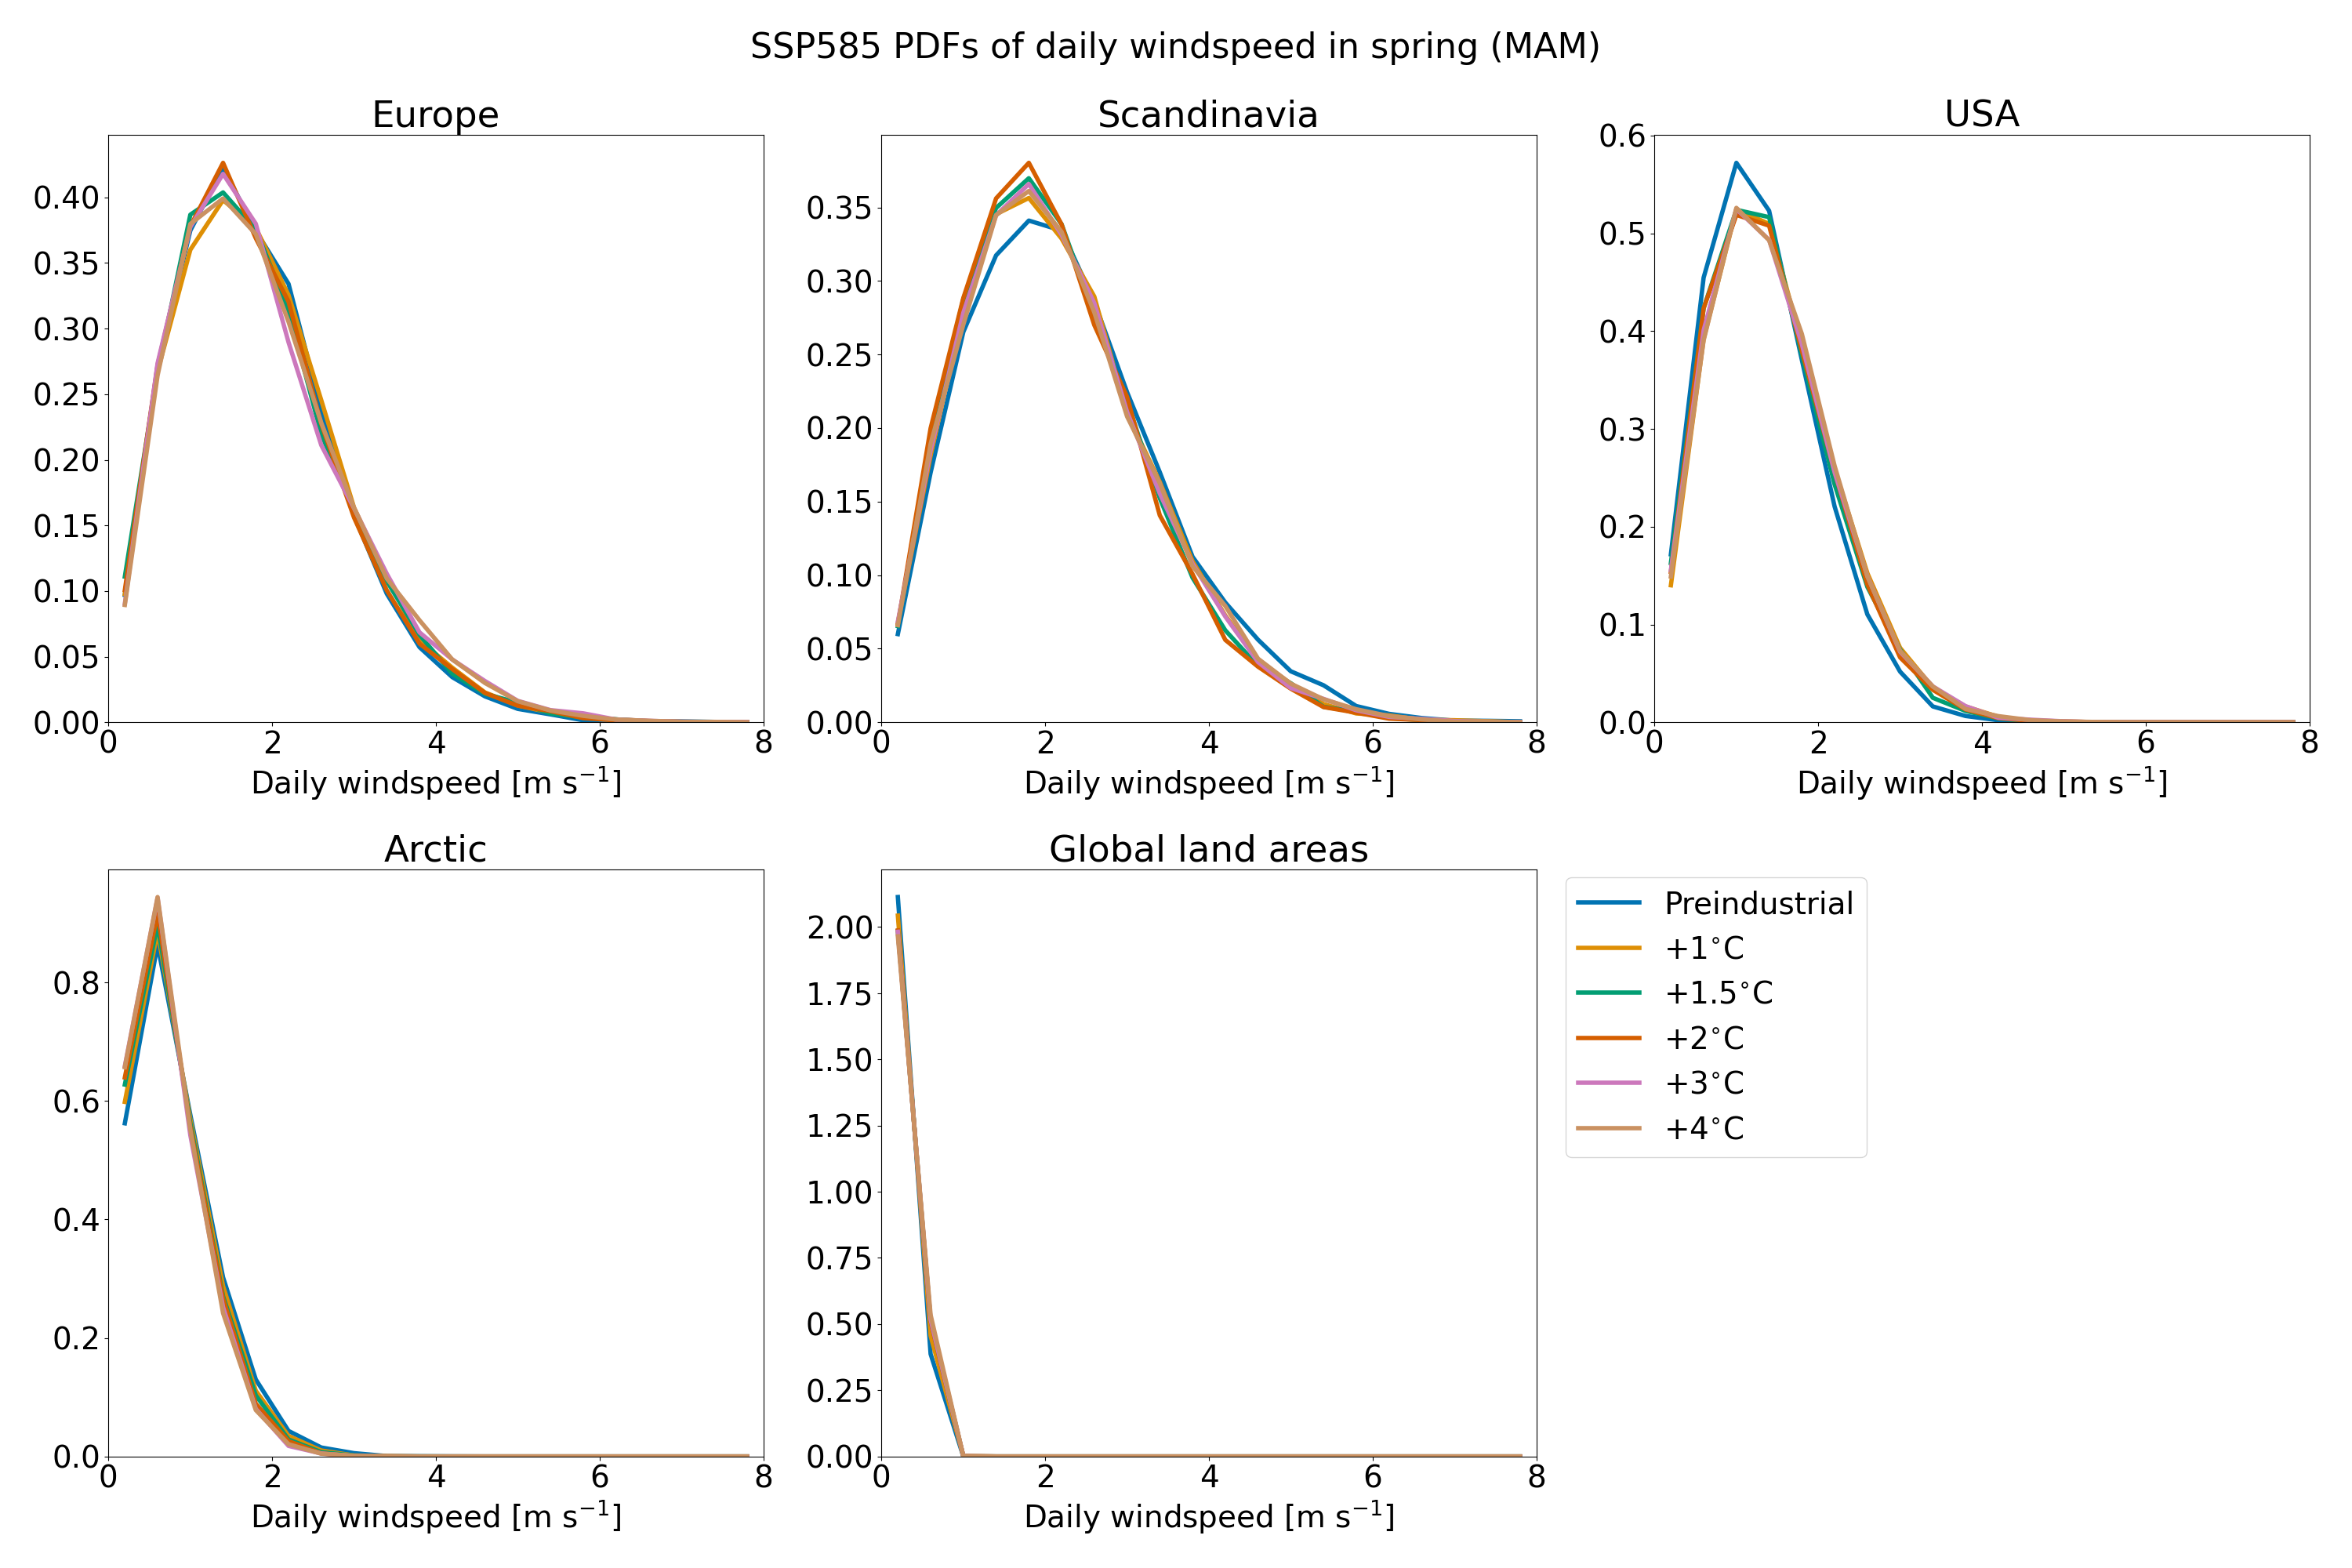 SSP585 PDFs of daily windspeed in spring (MAM)
Europe
0.40
0.35
0.30
0.25
0.20
0.15
0.10
0.05
0.00
0 2 4 6 8
Daily windspeed [m s⁻¹]
Scandinavia
0.35
0.30
0.25
0.20
0.15
0.10
0.05
0.00
0 2 4 6 8
Daily windspeed [m s⁻¹]
USA
0.6
0.5
0.4
0.3
0.2
0.1
0.0
0 2 4 6 8
Daily windspeed [m s⁻¹]
Arctic
0.8
0.6
0.4
0.2
0.0
0 2 4 6 8
Daily windspeed [m s⁻¹]
Global land areas
2.00
1.75
1.50
1.25
1.00
0.75
0.50
0.25
0.00
0 2 4 6 8
Daily windspeed [m s⁻¹]
Preindustrial
+1°C
+1.5°C
+2°C
+3°C
+4°C